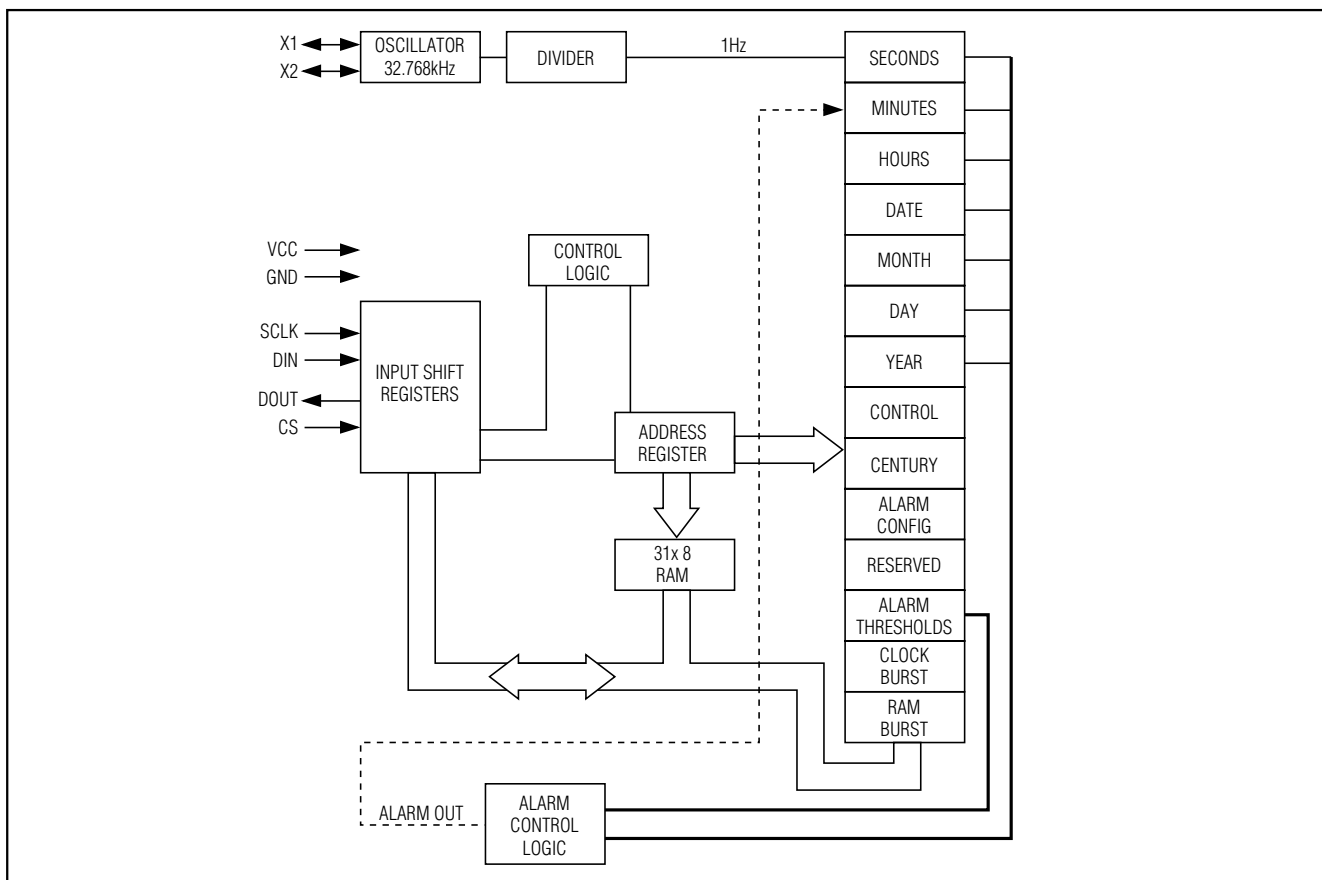 X1
X2
OSCILLATOR
32.768kHz
DIVIDER
1Hz
SECONDS
MINUTES
HOURS
DATE
MONTH
DAY
YEAR
CONTROL
CENTURY
ALARM
CONFIG
RESERVED
ALARM
THRESHOLDS
CLOCK
BURST
RAM
BURST
VCC
GND
SCLK
DIN
DOUT
CS
INPUT SHIFT
REGISTERS
CONTROL
LOGIC
ADDRESS
REGISTER
31x 8
RAM
ALARM OUT
ALARM
CONTROL
LOGIC